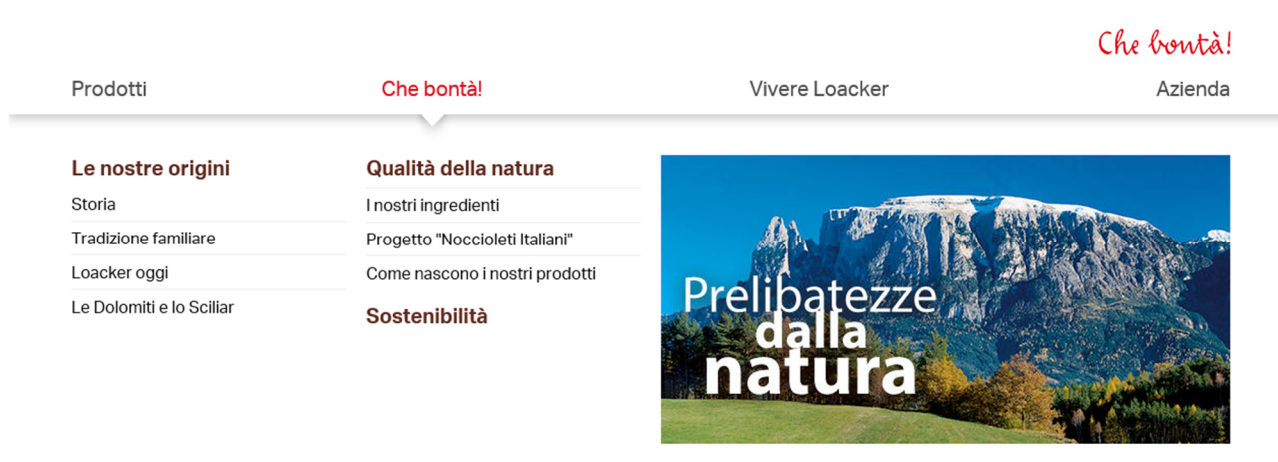 Che bontà!
Prodotti
Che bontà!
Vivere Loacker
Azienda
Le nostre origini
Storia
Tradizione familiare
Loacker oggi
Le Dolomiti e lo Sciliar
Qualità della natura
I nostri ingredienti
Progetto "Noccioleti Italiani"
Come nascono i nostri prodotti
Sostenibilità
Prelibatezze
dalla
natura